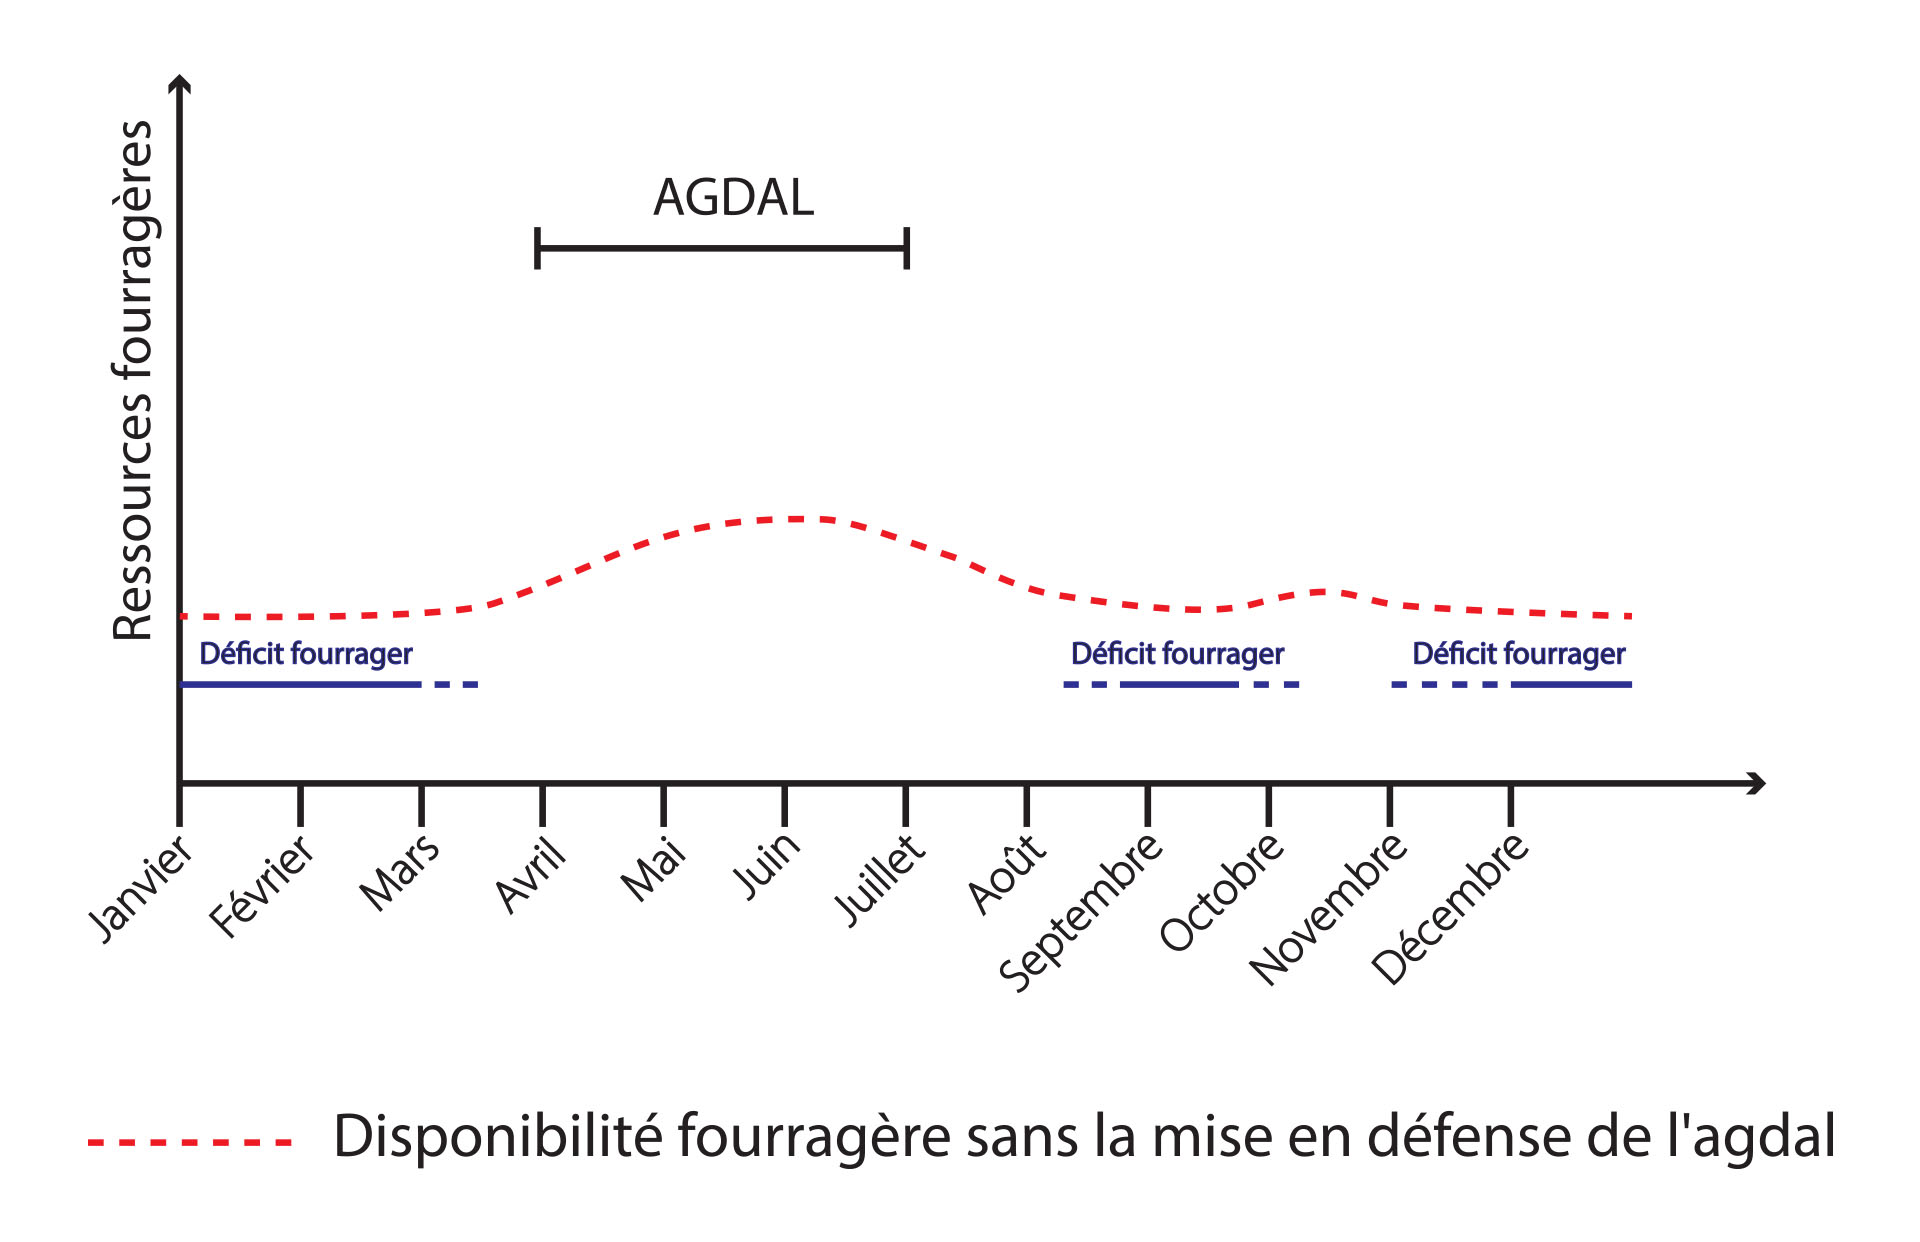 Ressources fourragères
AGDAL
Déficit fourrager
Déficit fourrager
Déficit fourrager
Janvier
Février
Mars
Avril
Mai
Juin
Juillet
Août
Septembre
Octobre
Novembre
Décembre
Disponibilité fourragère sans la mise en défense de l'agdal